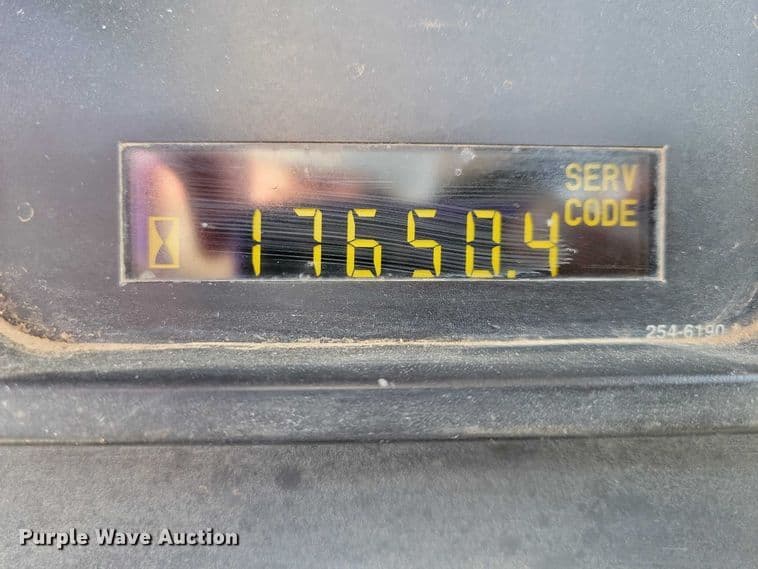 SERV
CODE
17650.4
254-6190
Purple Wave Auction